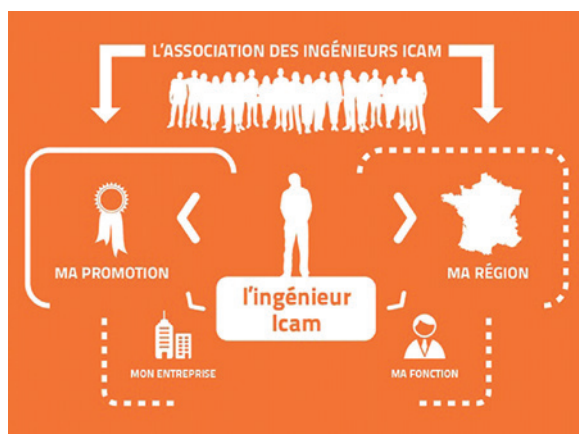 L'ASSOCIATION DES INGÉNIEURS ICAM
MA PROMOTION
MA RÉGION
l'ingénieur
Icam
MON ENTREPRISE
MA FONCTION